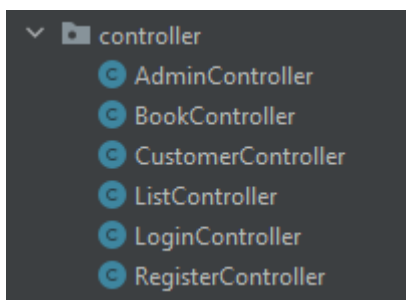 controller
AdminController
BookController
CustomerController
ListController
LoginController
RegisterController